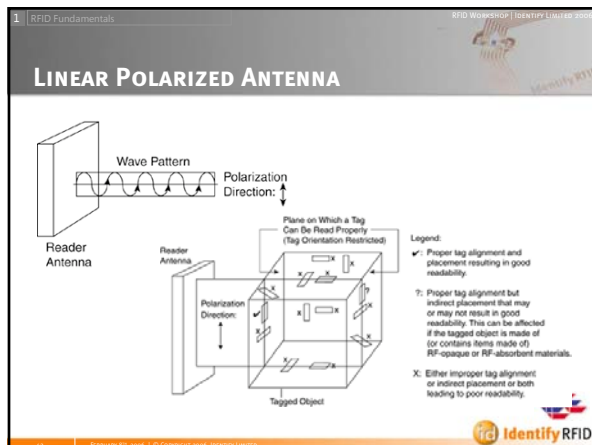 1 RFID Fundamentals
RFID WORKSHOP | IDENTIFY LIMITED 2005
LINEAR POLARIZED ANTENNA
Wave Pattern
Polarization
Direction:
Reader
Antenna
Plane on Which a Tag
Can Be Read Properly
(Tag Orientation Restricted)
Reader
Antenna
Polarization
Direction:
x
x
x
x
x
x
?
✔
x
x
x
x
x
x
x
Tagged Object
Legend:
✔: Proper tag alignment and
placement resulting in good
readability.
?: Proper tag alignment but
indirect placement that may
or may not result in good
readability. This can be affected
if the tagged object is made of
(or contains items made of)
RF-opaque or RF-absorbent materials.
X: Either improper tag alignment
or indirect placement or both
leading to poor readability.
id Identify RFID